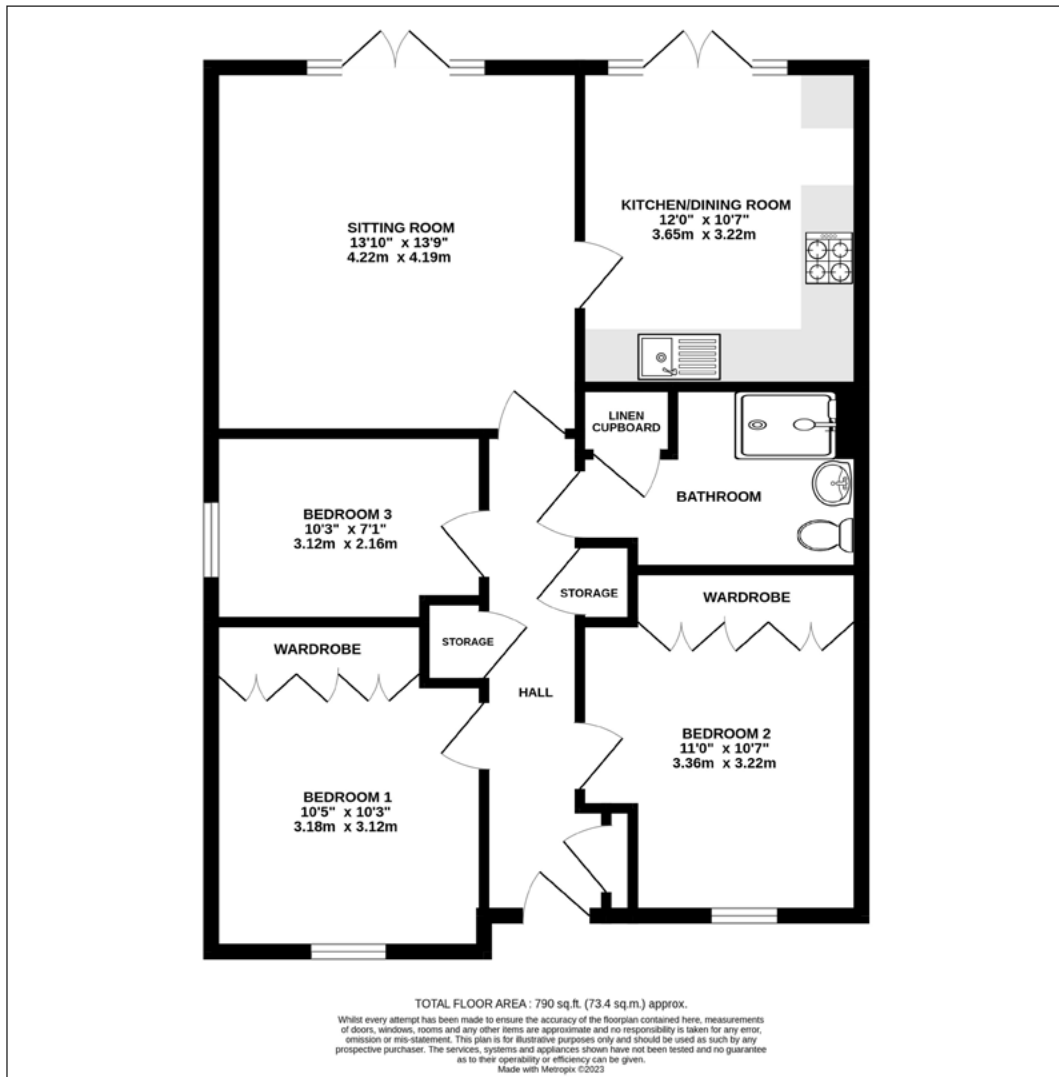 SITTING ROOM
13'10" x 13'9"
4.22m x 4.19m
KITCHEN/DINING ROOM
12'0" x 10'7"
3.65m x 3.22m
LINEN
CUPBOARD
BATHROOM
BEDROOM 3
10'3" x 7'1"
3.12m x 2.16m
STORAGE
WARDROBE
STORAGE
WARDROBE
HALL
BEDROOM 2
11'0" x 10'7"
3.36m x 3.22m
BEDROOM 1
10'5" x 10'3"
3.18m x 3.12m
TOTAL FLOOR AREA : 790 sq.ft. (73.4 sq.m.) approx.
Whilst every attempt has been made to ensure the accuracy of the floorplan contained here, measurements
of doors, windows, rooms and any other items are approximate and no responsibility is taken for any error,
omission or mis-statement. This plan is for illustrative purposes only and should be used as such by any
prospective purchaser. The services, systems and appliances shown have not been tested and no guarantee
as to their operability or efficiency can be given.
Made with Metropix ©2023